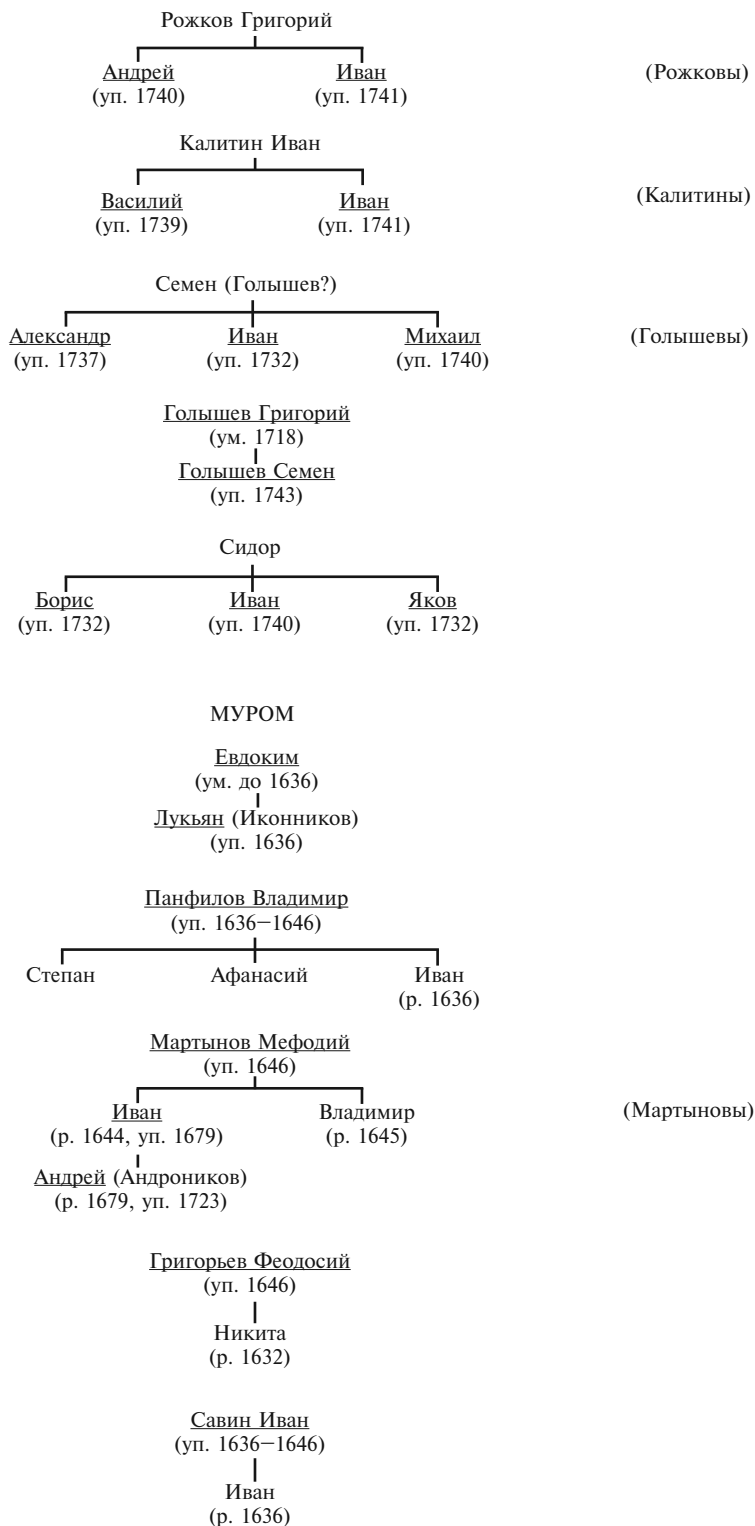 Рожков Григорий
Андрей Иван (Рожковы)
(уп. 1740) (уп. 1741)
Калитин Иван
Василий Иван (Калитины)
(уп. 1739) (уп. 1741)
Семен (Голышев?)
Александр Иван Михаил (Голышевы)
(уп. 1737) (уп. 1732) (уп. 1740)
Голышев Григорий
(ум. 1718)
Голышев Семен
(уп. 1743)
Сидор
Борис Иван Яков
(уп. 1732) (уп. 1740) (уп. 1732)
МУРОМ
Евдоким
(ум. до 1636)
Лукьян (Иконников)
(уп. 1636)
Панфилов Владимир
(уп. 1636–1646)
Степан Афанасий Иван
(р. 1636)
Мартынов Мефодий
(уп. 1646)
Иван Владимир (Мартыновы)
(р. 1644, уп. 1679) (р. 1645)
Андрей (Андроников)
(р. 1679, уп. 1723)
Григорьев Феодосий
(уп. 1646)
Никита
(р. 1632)
Савин Иван
(уп. 1636–1646)
Иван
(р. 1636)